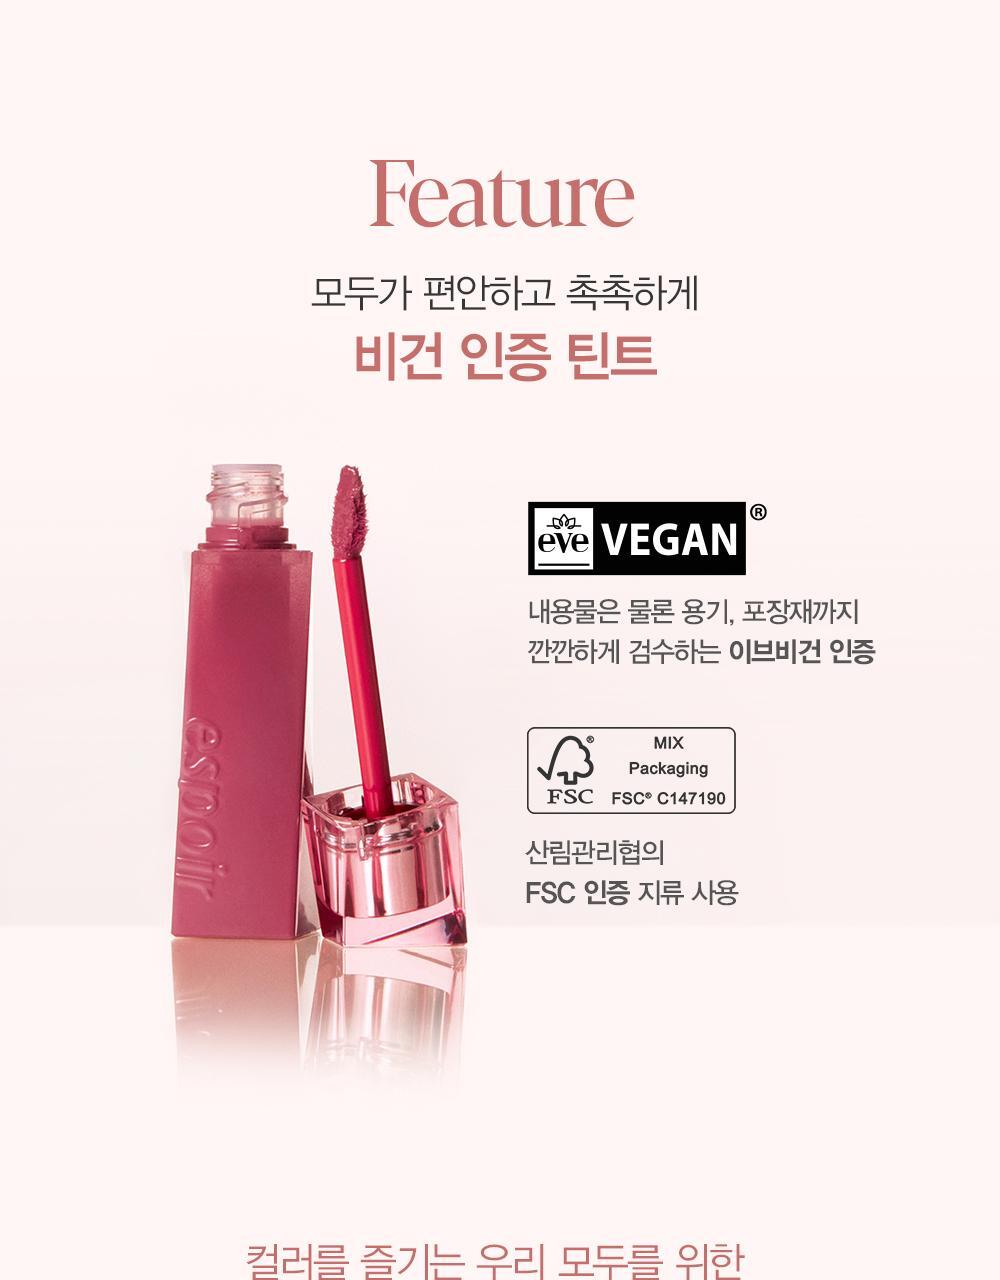 Feature
모두가 편안하고 촉촉하게
비건 인증 틴트
eve VEGAN®
내용물은 물론 용기, 포장재까지
깐깐하게 검수하는 이브비건 인증
espoir
FSC®
MIX
Packaging
FSC® C147190
산림관리협의
FSC 인증 지류 사용
컬러를 즐기는 우리 모두를 위한